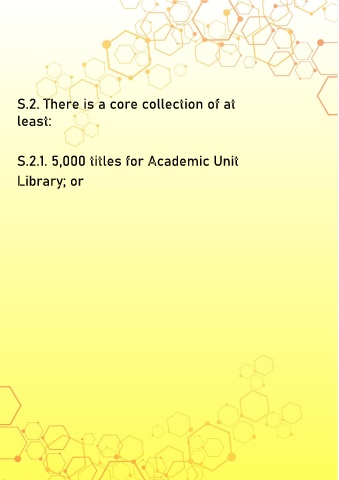 S.2. There is a core collection of at
least:
S.2.1. 5,000 titles for Academic Unit
Library; or